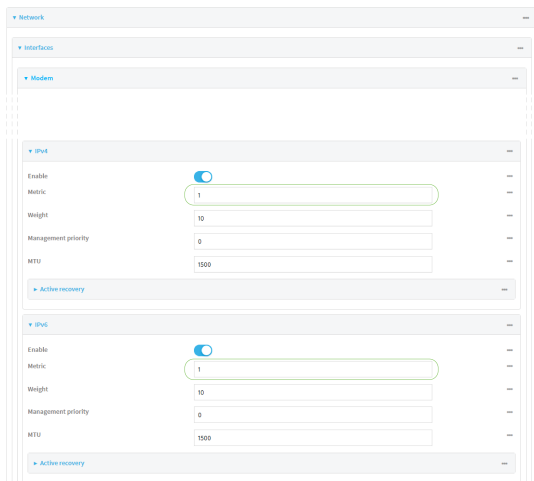 Network
Interfaces
Modem
IPv4
Enable
Metric 1
Weight 10
Management priority 0
MTU 1500
Active recovery
IPv6
Enable
Metric 1
Weight 10
Management priority 0
MTU 1500
Active recovery